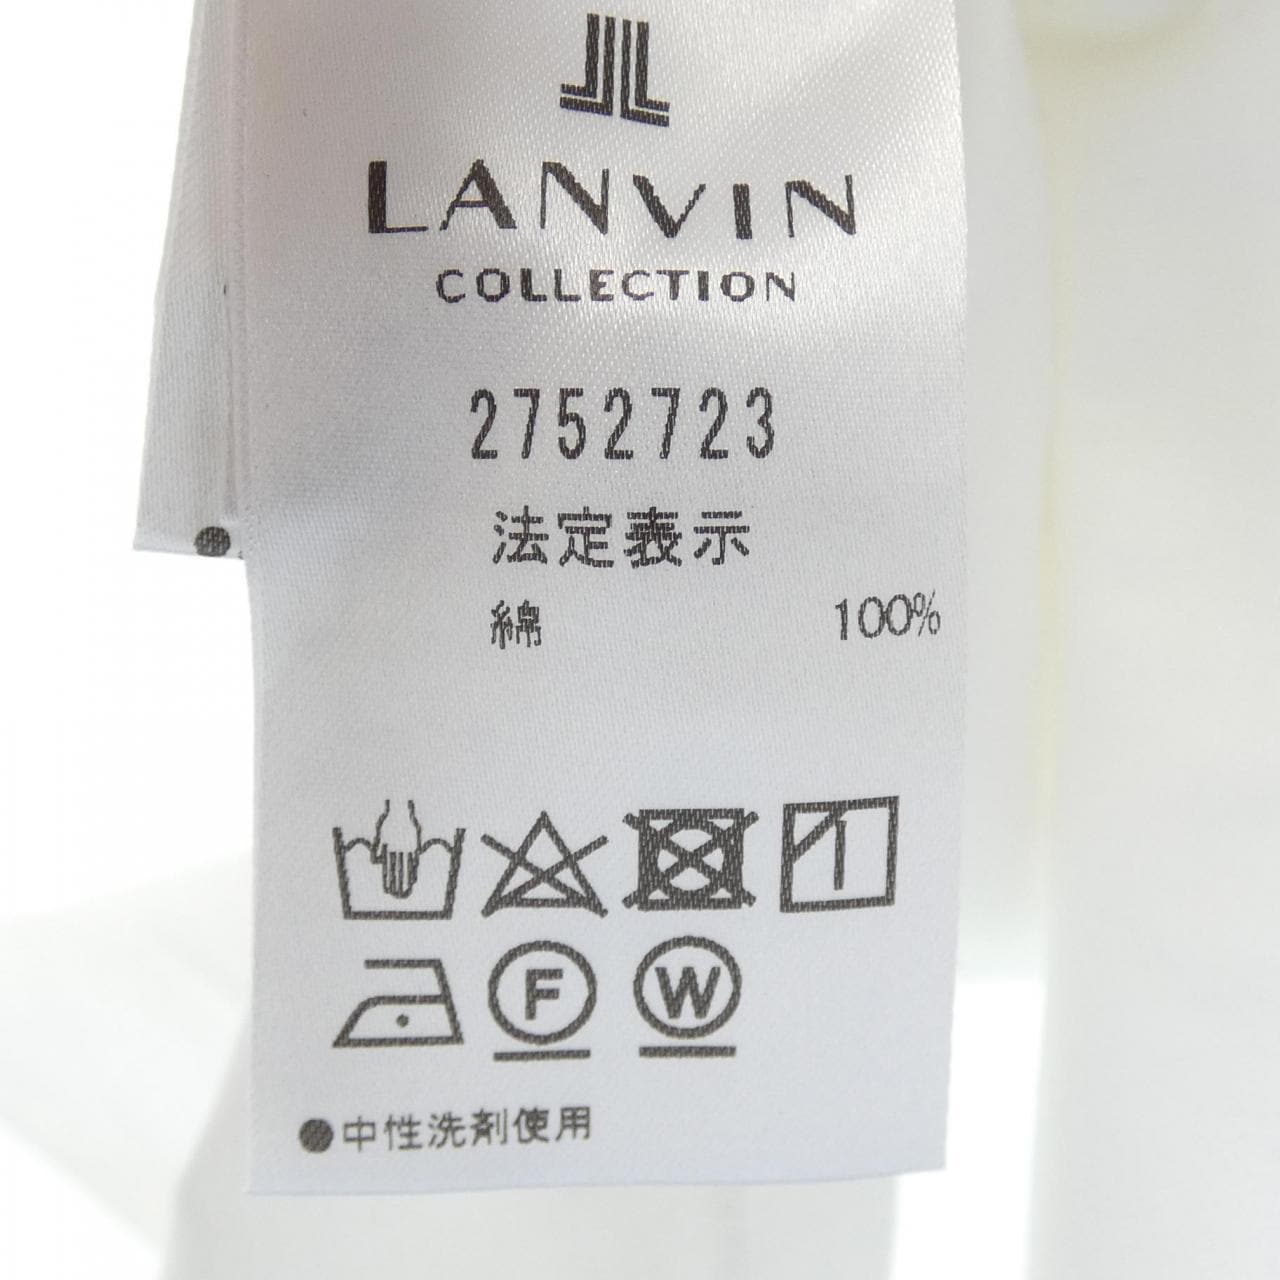 LANVIN
COLLECTION
2752723
法定表示
綿 100%
F W
●中性洗剤使用